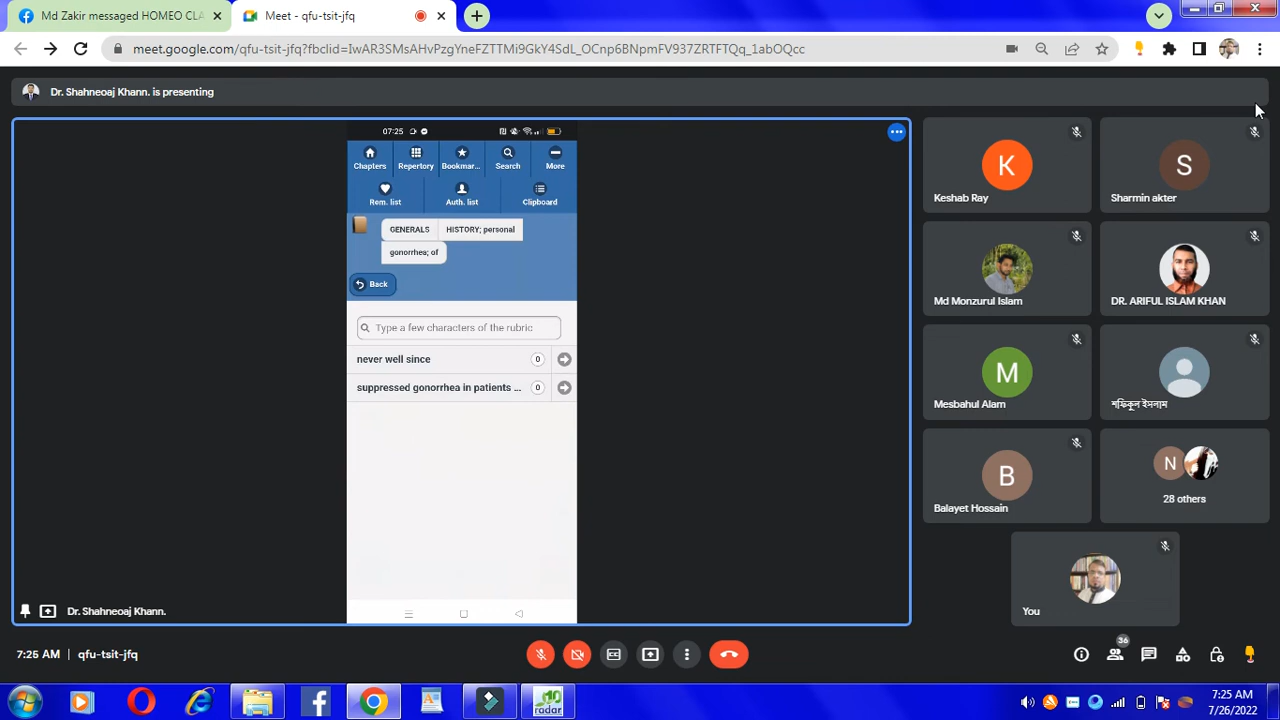 Md Zakir messaged HOMEO CLA
Meet - qfu-tsit-jfq
meet.google.com/qfu-tsit-jfq?fbclid=IwAR3SMsAHvPzgYneFZTTMi9GkY4SdL_OCnp6BNpmFV937ZRTFTQq_1abOQcc
Dr. Shahneoaj Khann. is presenting
07:25
Chapters
Repertory
Bookmar...
Search
More
Rem. list
Auth. list
Clipboard
GENERALS
HISTORY; personal
gonorrhea; of
Back
Type a few characters of the rubric
never well since 0
suppressed gonorrhea in patients ... 0
Dr. Shahneoaj Khann.
K
Keshab Ray
S
Sharmin akter
Md Monzurul Islam
DR. ARIFUL ISLAM KHAN
M
Mesbahul Alam
শফিকুল ইসলাম
B
Balayet Hossain
N
28 others
You
7:25 AM | qfu-tsit-jfq
36
10
radar
7:25 AM
7/26/2022